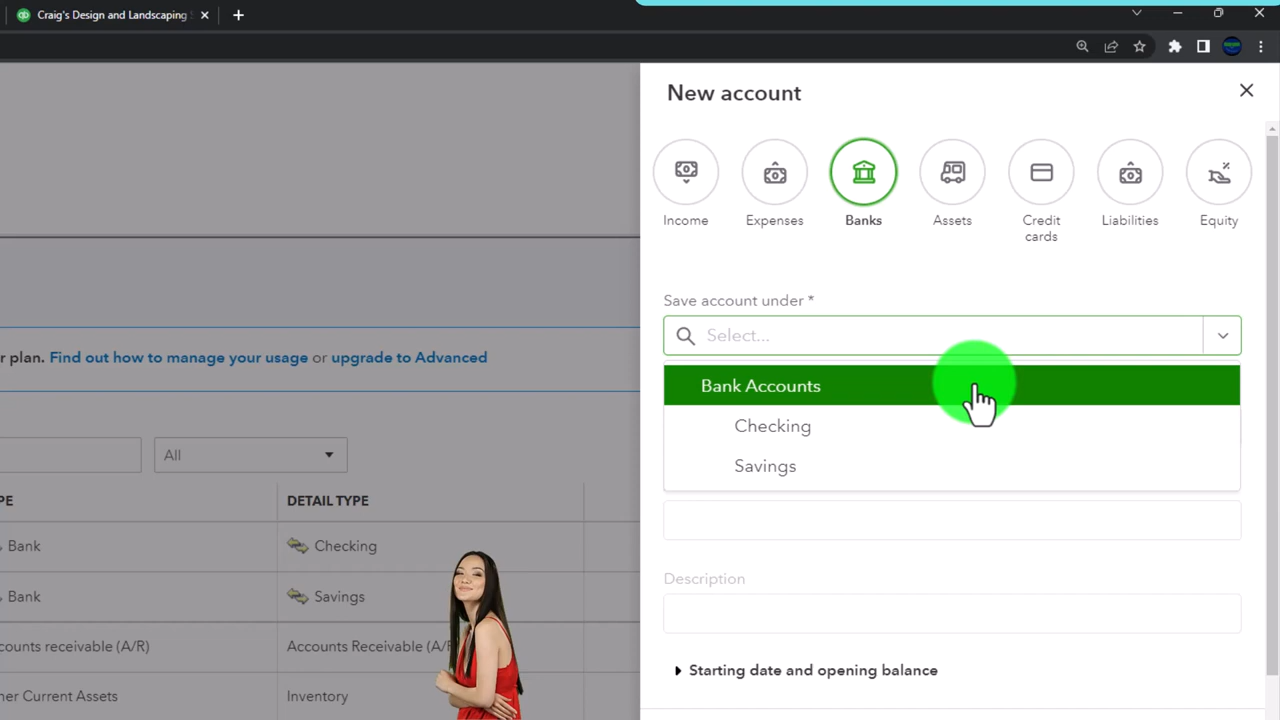 Craig's Design and Landscaping
New account
Income
Expenses
Banks
Assets
Credit
cards
Liabilities
Equity
Save account under *
Select...
Bank Accounts
Checking
Savings
Description
Starting date and opening balance
r plan. Find out how to manage your usage or upgrade to Advanced
All
PE
DETAIL TYPE
Bank
Checking
Bank
Savings
counts receivable (A/R)
Accounts Receivable (A/R
ner Current Assets
Inventory